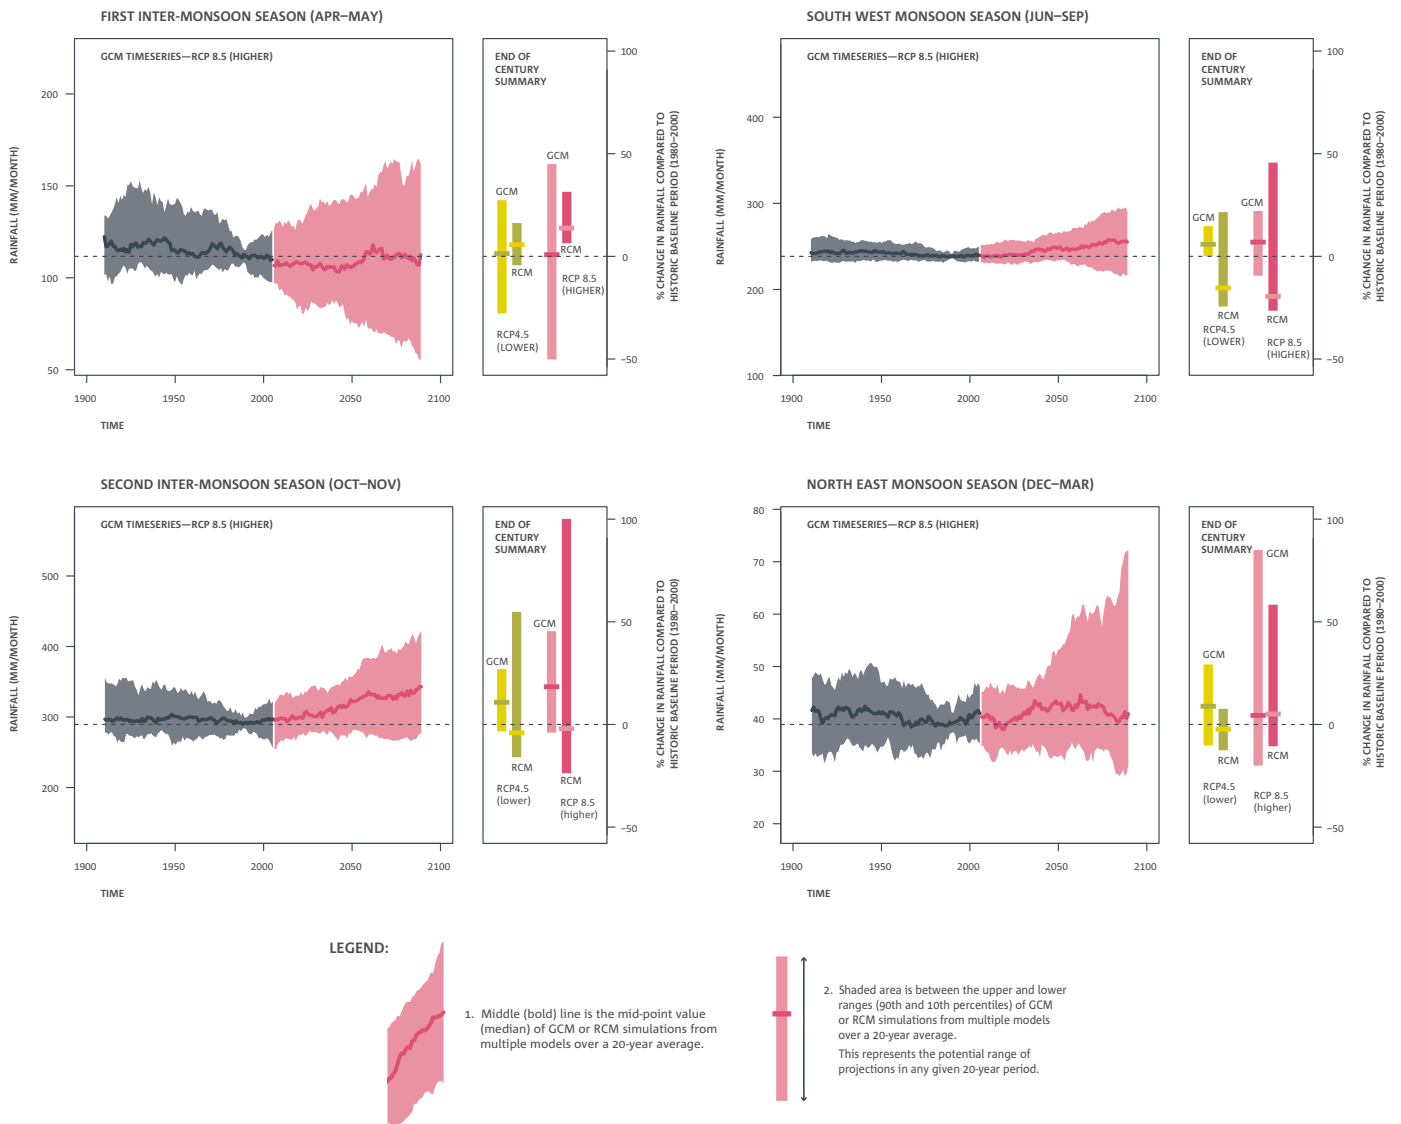 FIRST INTER-MONSOON SEASON (APR–MAY)
GCM TIMESERIES—RCP 8.5 (HIGHER)
RAINFALL (MM/MONTH)
200
150
100
50
1900
1950
2000
2050
2100
TIME
END OF
CENTURY
SUMMARY
GCM
RCM
RCP4.5
(LOWER)
GCM
RCM
RCP 8.5
(HIGHER)
100
50
0
–50
% CHANGE IN RAINFALL COMPARED TO
HISTORIC BASELINE PERIOD (1980–2000)
SOUTH WEST MONSOON SEASON (JUN–SEP)
GCM TIMESERIES—RCP 8.5 (HIGHER)
RAINFALL (MM/MONTH)
400
300
200
100
1900
1950
2000
2050
2100
TIME
END OF
CENTURY
SUMMARY
GCM
RCM
RCP4.5
(LOWER)
GCM
RCM
RCP 8.5
(HIGHER)
100
50
0
–50
% CHANGE IN RAINFALL COMPARED TO
HISTORIC BASELINE PERIOD (1980–2000)
SECOND INTER-MONSOON SEASON (OCT–NOV)
GCM TIMESERIES—RCP 8.5 (HIGHER)
RAINFALL (MM/MONTH)
500
400
300
200
1900
1950
2000
2050
2100
TIME
END OF
CENTURY
SUMMARY
GCM
RCM
RCP4.5
(lower)
GCM
RCM
RCP 8.5
(higher)
100
50
0
–50
% CHANGE IN RAINFALL COMPARED TO
HISTORIC BASELINE PERIOD (1980–2000)
NORTH EAST MONSOON SEASON (DEC–MAR)
GCM TIMESERIES—RCP 8.5 (HIGHER)
RAINFALL (MM/MONTH)
80
70
60
50
40
30
20
1900
1950
2000
2050
2100
TIME
END OF
CENTURY
SUMMARY
GCM
RCM
RCP4.5
(lower)
GCM
RCM
RCP 8.5
(higher)
100
50
0
–50
% CHANGE IN RAINFALL COMPARED TO
HISTORIC BASELINE PERIOD (1980–2000)
LEGEND:
1. Middle (bold) line is the mid-point value
(median) of GCM or RCM simulations from
multiple models over a 20-year average.
2. Shaded area is between the upper and lower
ranges (90th and 10th percentiles) of GCM
or RCM simulations from multiple models
over a 20-year average.
This represents the potential range of
projections in any given 20-year period.